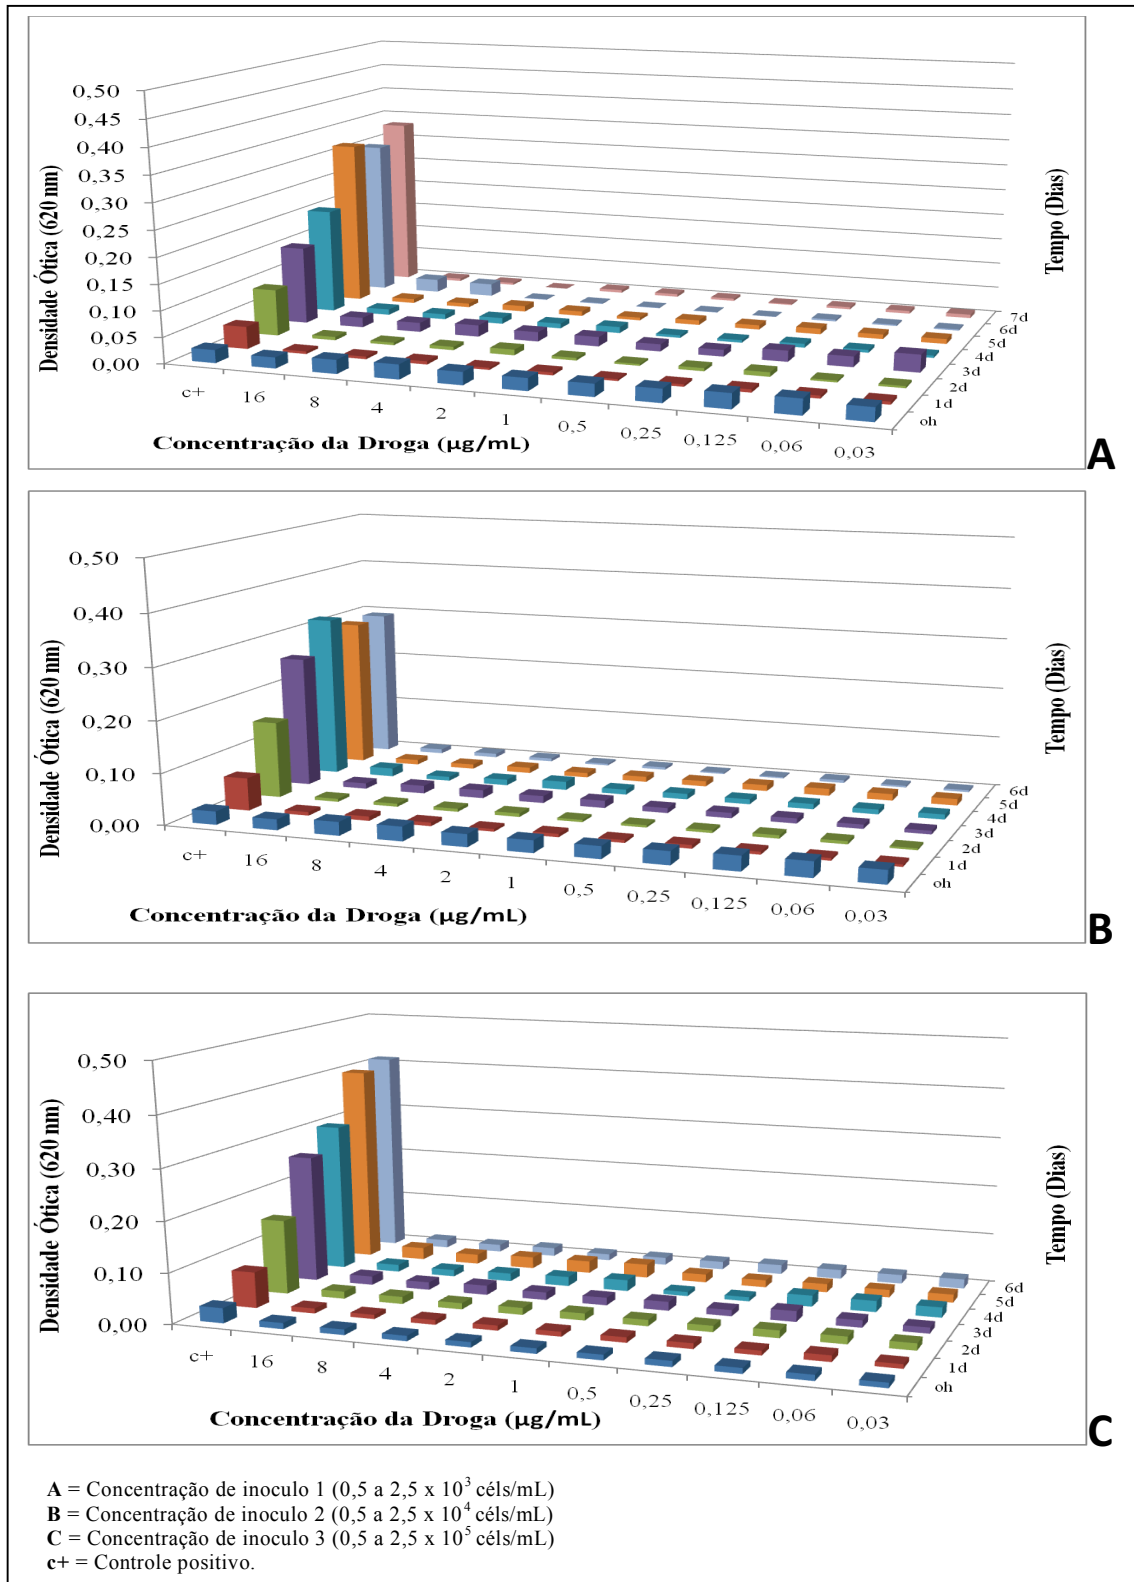 0,50
0,45
0,40
0,35
0,30
0,25
0,20
0,15
0,10
0,05
0,00
Densidade Ótica (620 nm)
c+ 16 8 4 2 1 0,5 0,25 0,125 0,06 0,03
Concentração da Droga (µg/mL)
oh
1d
2d
3d
4d
5d
6d
7d
Tempo (Dias)
A
0,50
0,40
0,30
0,20
0,10
0,00
Densidade Ótica (620 nm)
c+ 16 8 4 2 1 0,5 0,25 0,125 0,06 0,03
Concentração da Droga (µg/mL)
oh
1d
2d
3d
4d
5d
6d
Tempo (Dias)
B
0,50
0,40
0,30
0,20
0,10
0,00
Densidade Ótica (620 nm)
c+ 16 8 4 2 1 0,5 0,25 0,125 0,06 0,03
Concentração da Droga (µg/mL)
oh
1d
2d
3d
4d
5d
6d
Tempo (Dias)
C
A = Concentração de inoculo 1 (0,5 a 2,5 x 10³ céls/mL)
B = Concentração de inoculo 2 (0,5 a 2,5 x 10⁴ céls/mL)
C = Concentração de inoculo 3 (0,5 a 2,5 x 10⁵ céls/mL)
c+ = Controle positivo.